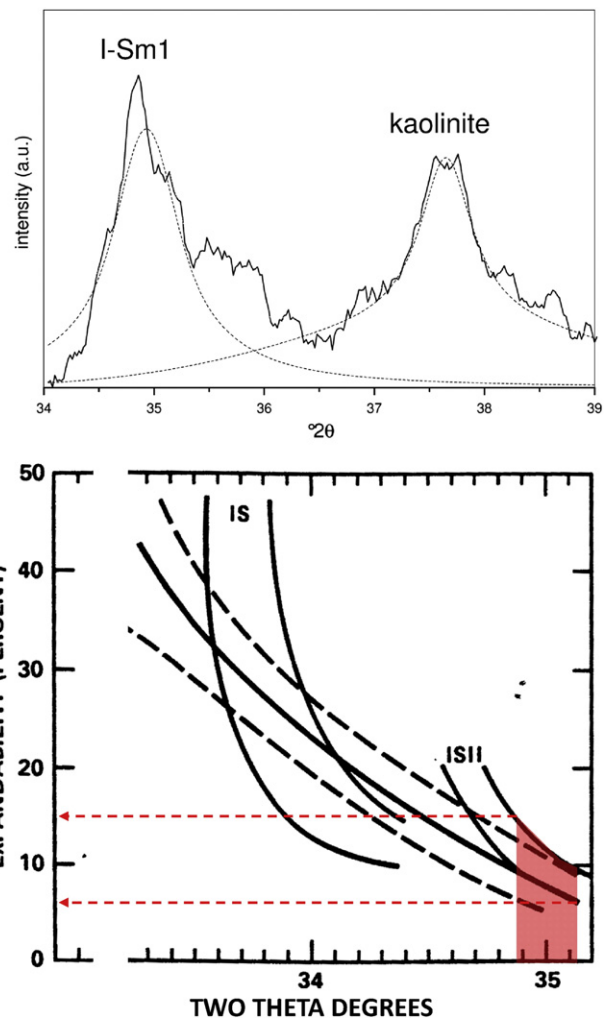 I-Sm1
kaolinite
intensity (a.u.)
34 35 36 37 38 39
°2θ
50
IS
40
30
20
ISII
10
0
34 35
TWO THETA DEGREES